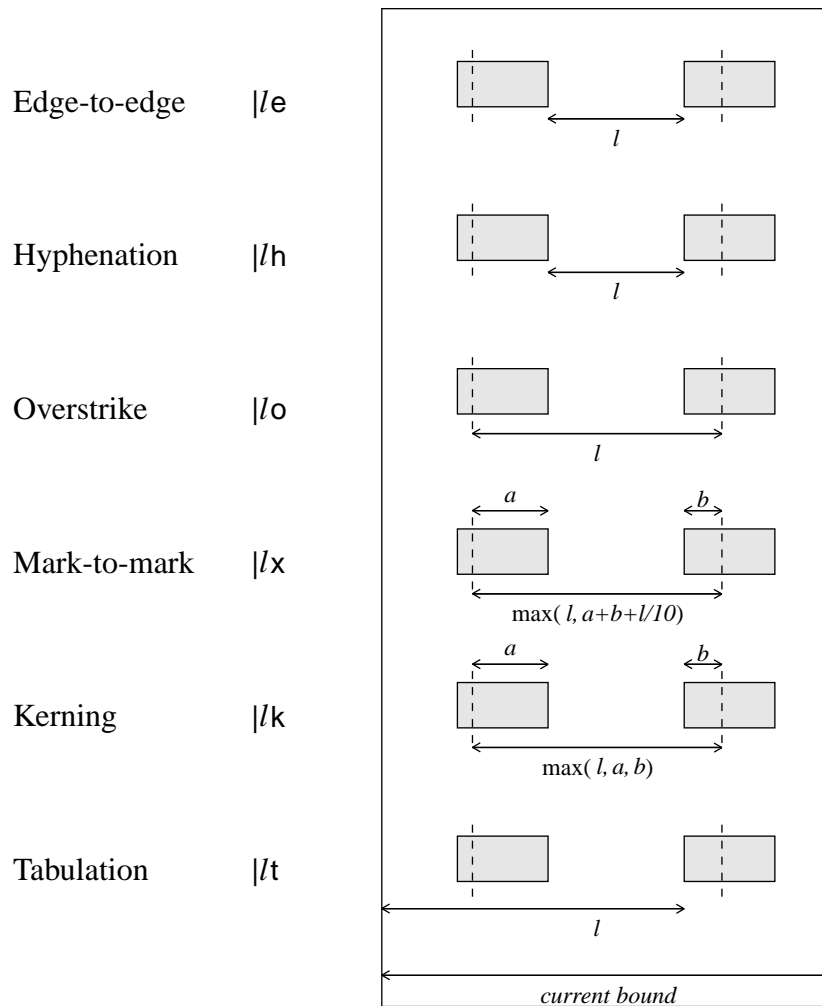 Edge-to-edge |le
l
Hyphenation |lh
l
Overstrike |lo
l
a b
Mark-to-mark |lx
max( l, a+b+l/10)
a b
Kerning |lk
max( l, a, b)
Tabulation |lt
l
current bound